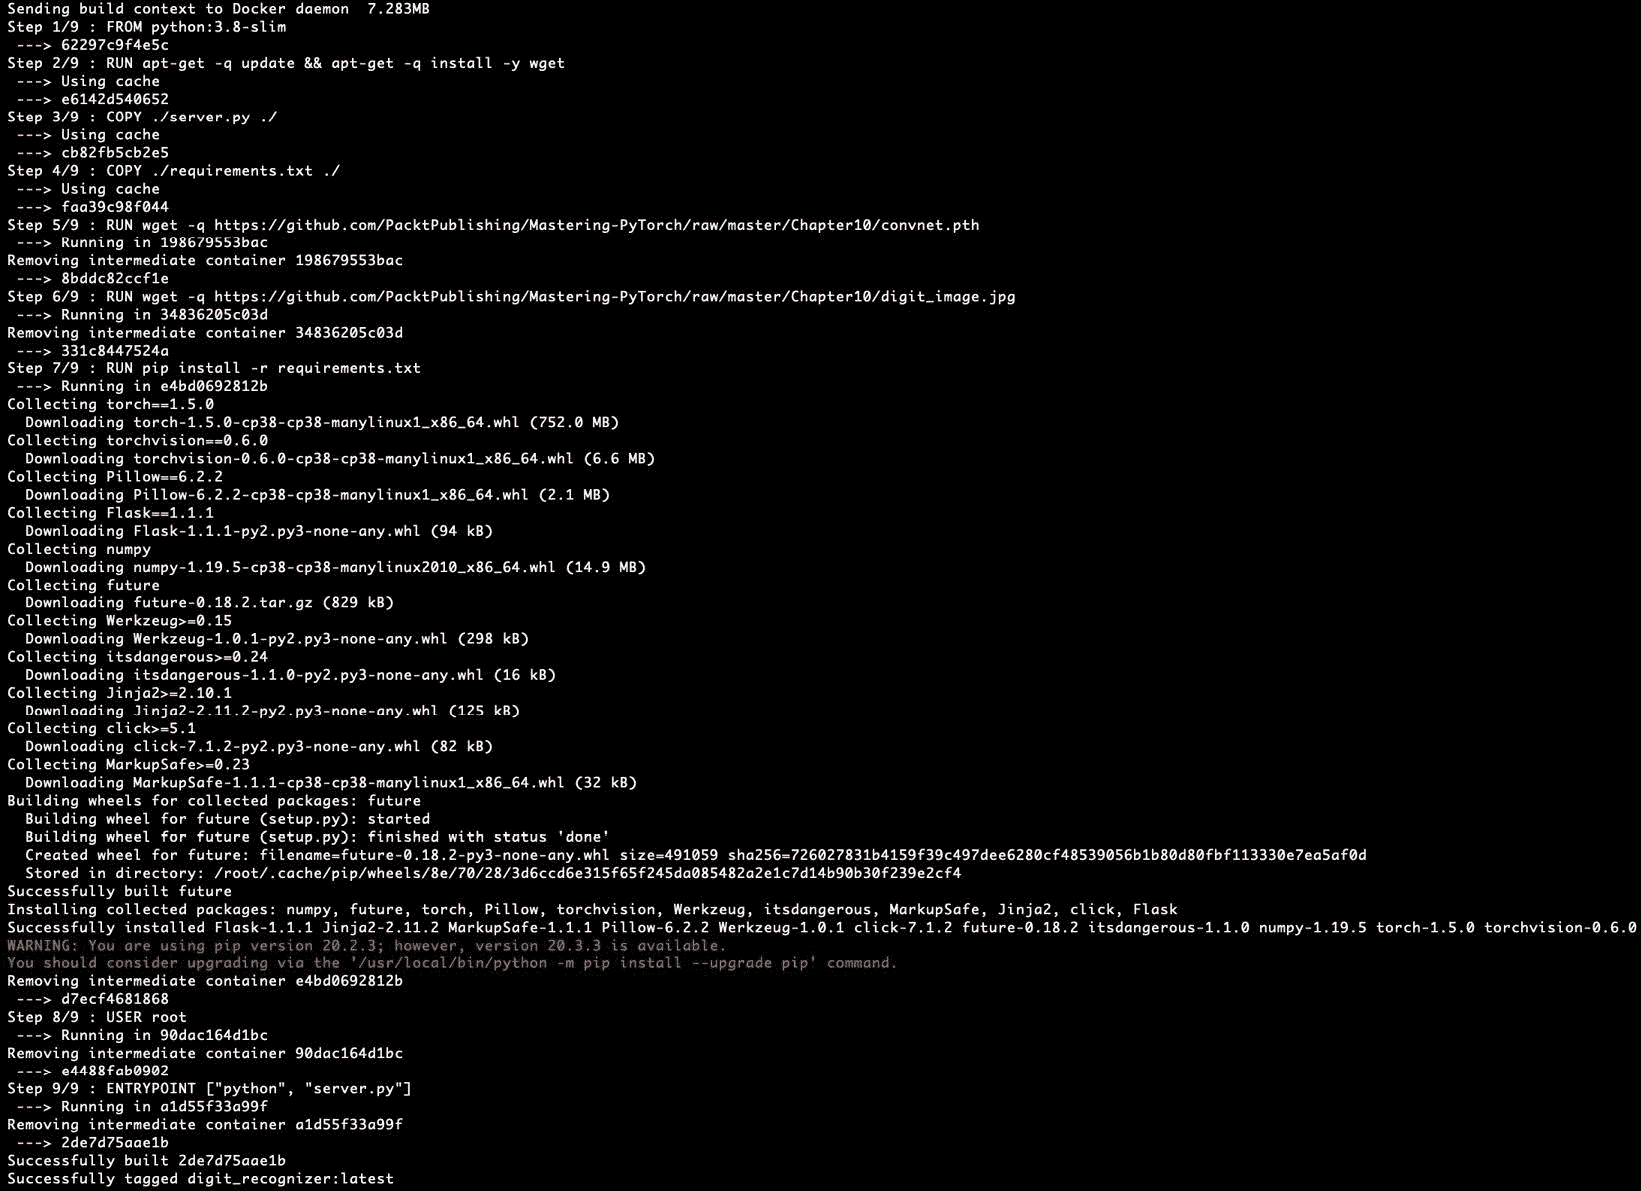 Sending build context to Docker daemon  7.283MB
Step 1/9 : FROM python:3.8-slim
 ---> 62297c9f4e5c
Step 2/9 : RUN apt-get -q update && apt-get -q install -y wget
 ---> Using cache
 ---> e6142d540652
Step 3/9 : COPY ./server.py ./
 ---> Using cache
 ---> cb82fb5cb2e5
Step 4/9 : COPY ./requirements.txt ./
 ---> Using cache
 ---> faa39c98f044
Step 5/9 : RUN wget -q https://github.com/PacktPublishing/Mastering-PyTorch/raw/master/Chapter10/convnet.pth
 ---> Running in 198679553bac
Removing intermediate container 198679553bac
 ---> 8bddc82ccf1e
Step 6/9 : RUN wget -q https://github.com/PacktPublishing/Mastering-PyTorch/raw/master/Chapter10/digit_image.jpg
 ---> Running in 34836205c03d
Removing intermediate container 34836205c03d
 ---> 331c8447524a
Step 7/9 : RUN pip install -r requirements.txt
 ---> Running in e4bd0692812b
Collecting torch==1.5.0
  Downloading torch-1.5.0-cp38-cp38-manylinux1_x86_64.whl (752.0 MB)
Collecting torchvision==0.6.0
  Downloading torchvision-0.6.0-cp38-cp38-manylinux1_x86_64.whl (6.6 MB)
Collecting Pillow==6.2.2
  Downloading Pillow-6.2.2-cp38-cp38-manylinux1_x86_64.whl (2.1 MB)
Collecting Flask==1.1.1
  Downloading Flask-1.1.1-py2.py3-none-any.whl (94 kB)
Collecting numpy
  Downloading numpy-1.19.5-cp38-cp38-manylinux2010_x86_64.whl (14.9 MB)
Collecting future
  Downloading future-0.18.2.tar.gz (829 kB)
Collecting Werkzeug>=0.15
  Downloading Werkzeug-1.0.1-py2.py3-none-any.whl (298 kB)
Collecting itsdangerous>=0.24
  Downloading itsdangerous-1.1.0-py2.py3-none-any.whl (16 kB)
Collecting Jinja2>=2.10.1
  Downloading Jinja2-2.11.2-py2.py3-none-any.whl (125 kB)
Collecting click>=5.1
  Downloading click-7.1.2-py2.py3-none-any.whl (82 kB)
Collecting MarkupSafe>=0.23
  Downloading MarkupSafe-1.1.1-cp38-cp38-manylinux1_x86_64.whl (32 kB)
Building wheels for collected packages: future
  Building wheel for future (setup.py): started
  Building wheel for future (setup.py): finished with status 'done'
  Created wheel for future: filename=future-0.18.2-py3-none-any.whl size=491059 sha256=726027831b4159f39c497dee6280cf48539056b1b80d80fbf113330e7ea5af0d
  Stored in directory: /root/.cache/pip/wheels/8e/70/28/3d6ccd6e315f65f245da085482a2e1c7d14b90b30f239e2cf4
Successfully built future
Installing collected packages: numpy, future, torch, Pillow, torchvision, Werkzeug, itsdangerous, MarkupSafe, Jinja2, click, Flask
Successfully installed Flask-1.1.1 Jinja2-2.11.2 MarkupSafe-1.1.1 Pillow-6.2.2 Werkzeug-1.0.1 click-7.1.2 future-0.18.2 itsdangerous-1.1.0 numpy-1.19.5 torch-1.5.0 torchvision-0.6.0
WARNING: You are using pip version 20.2.3; however, version 20.3.3 is available.
You should consider upgrading via the '/usr/local/bin/python -m pip install --upgrade pip' command.
Removing intermediate container e4bd0692812b
 ---> d7ecf4681868
Step 8/9 : USER root
 ---> Running in 90dac164d1bc
Removing intermediate container 90dac164d1bc
 ---> e4488fab0902
Step 9/9 : ENTRYPOINT ["python", "server.py"]
 ---> Running in a1d55f33a99f
Removing intermediate container a1d55f33a99f
 ---> 2de7d75aae1b
Successfully built 2de7d75aae1b
Successfully tagged digit_recognizer:latest